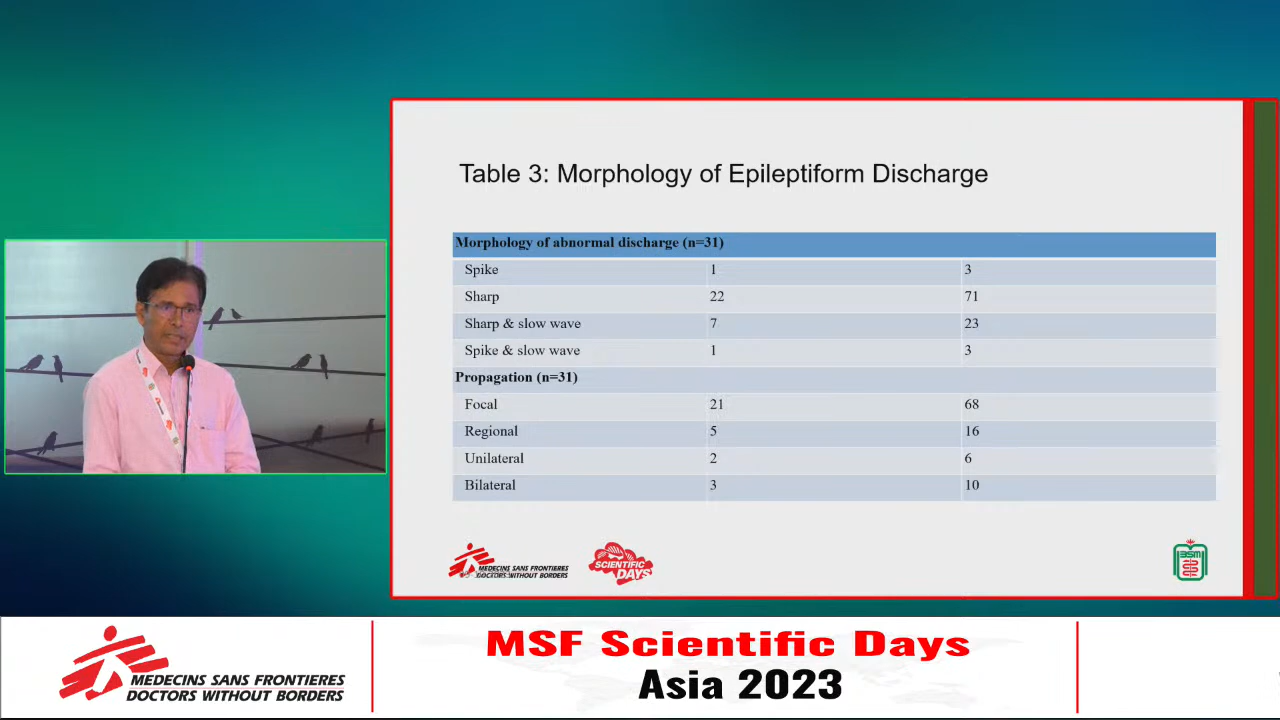 Table 3: Morphology of Epileptiform Discharge
Morphology of abnormal discharge (n=31)
Spike 1 3
Sharp 22 71
Sharp & slow wave 7 23
Spike & slow wave 1 3
Propagation (n=31)
Focal 21 68
Regional 5 16
Unilateral 2 6
Bilateral 3 10
MEDECINS SANS FRONTIERES
DOCTORS WITHOUT BORDERS
SCIENTIFIC
DAYS
MEDECINS SANS FRONTIERES
DOCTORS WITHOUT BORDERS
MSF Scientific Days
Asia 2023